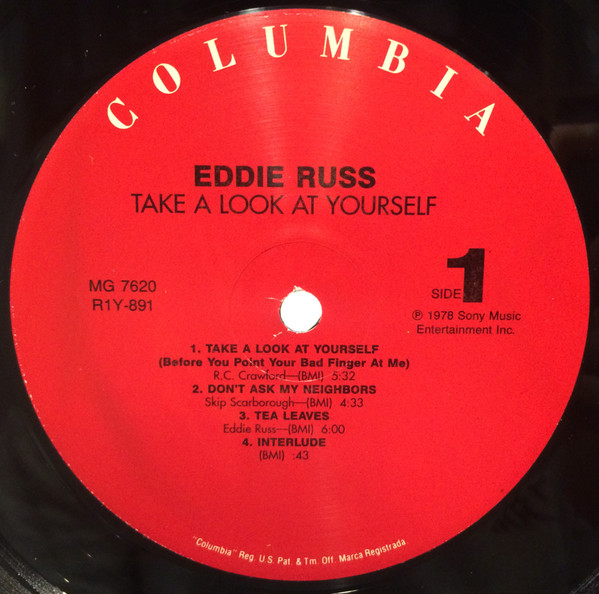 COLUMBIA
EDDIE RUSS
TAKE A LOOK AT YOURSELF
MG 7620
R1Y-891
SIDE 1
℗ 1978 Sony Music
Entertainment Inc.
1. TAKE A LOOK AT YOURSELF
(Before You Point Your Bad Finger At Me)
R.C. Crawford—(BMI) 5:32
2. DON'T ASK MY NEIGHBORS
Skip Scarborough—(BMI) 4:33
3. TEA LEAVES
Eddie Russ—(BMI) 6:00
4. INTERLUDE
(BMI) :43
"Columbia" Reg. U.S. Pat. & Tm. Off. Marca Registrada